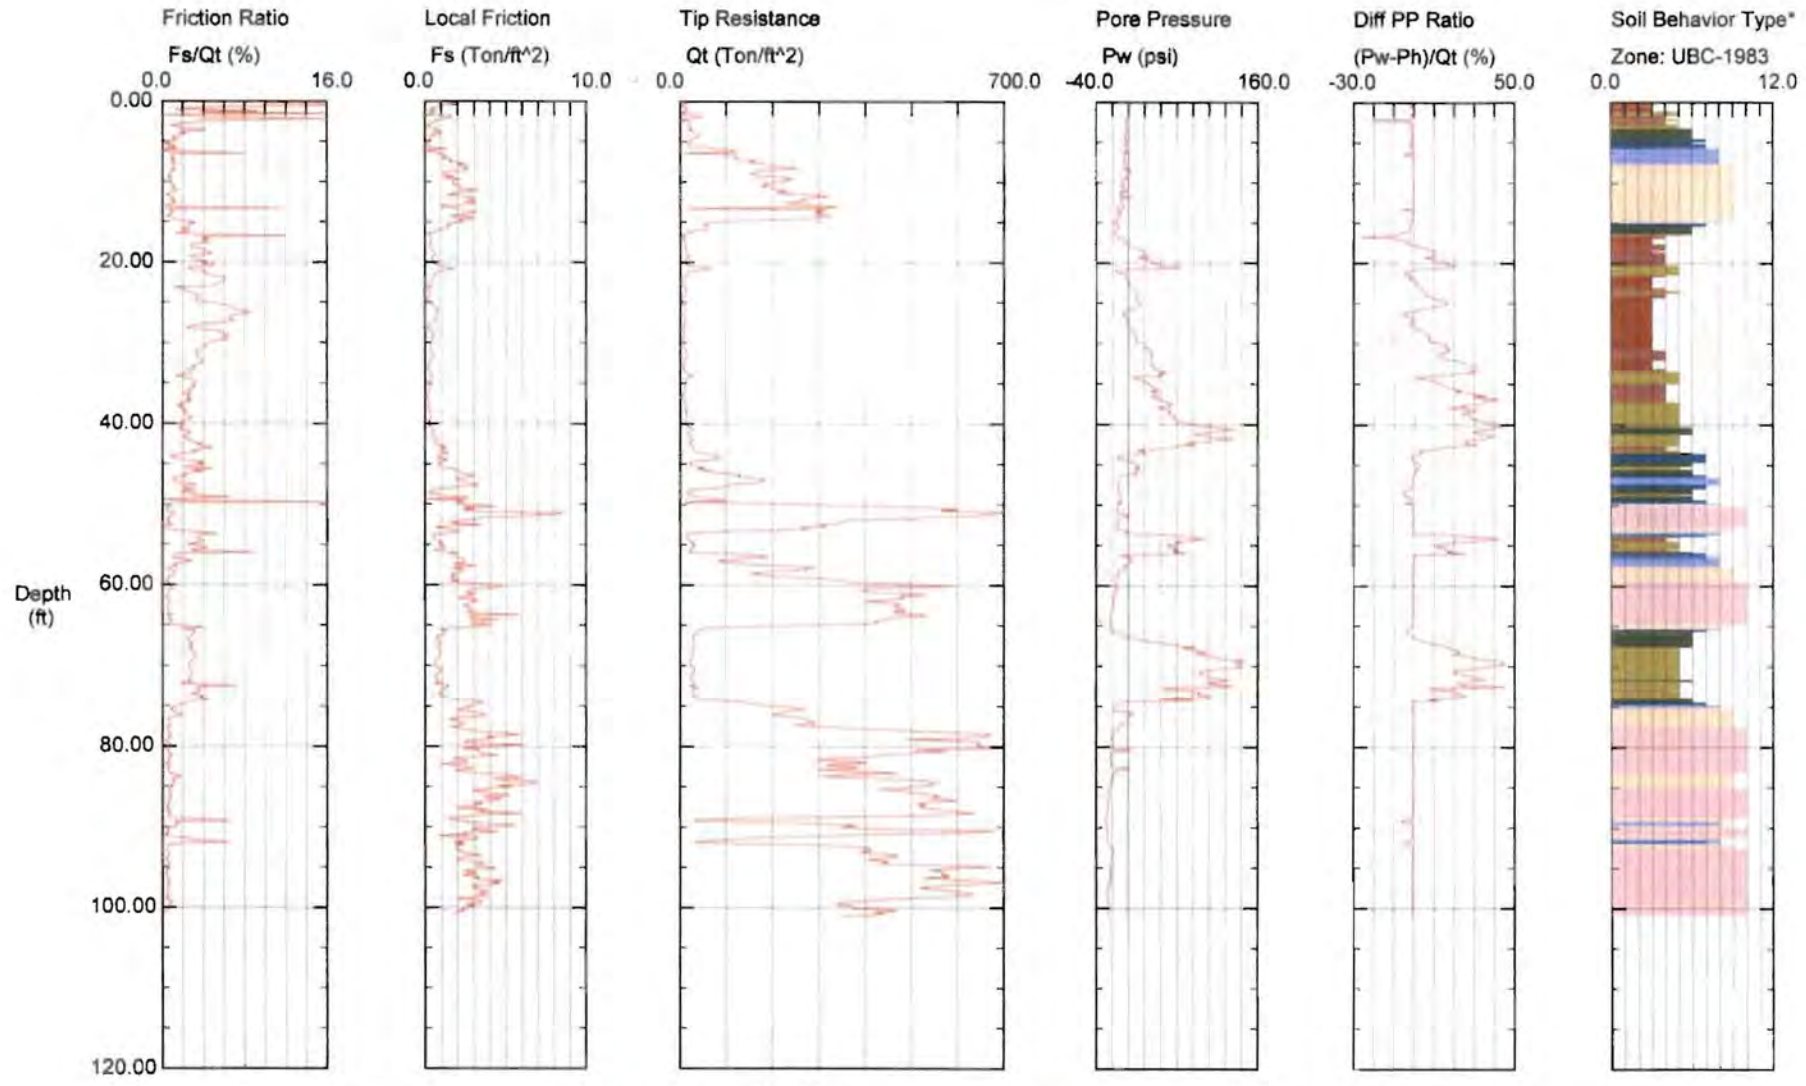 Friction Ratio Local Friction Tip Resistance Pore Pressure Diff PP Ratio Soil Behavior Type*
Fs/Qt (%) Fs (Ton/ft^2) Qt (Ton/ft^2) Pw (psi) (Pw-Ph)/Qt (%) Zone: UBC-1983
0.0 16.0 0.0 10.0 0.0 700.0 -40.0 160.0 -30.0 50.0 0.0 12.0
0.00
20.00
40.00
60.00
Depth
(ft)
80.00
100.00
120.00